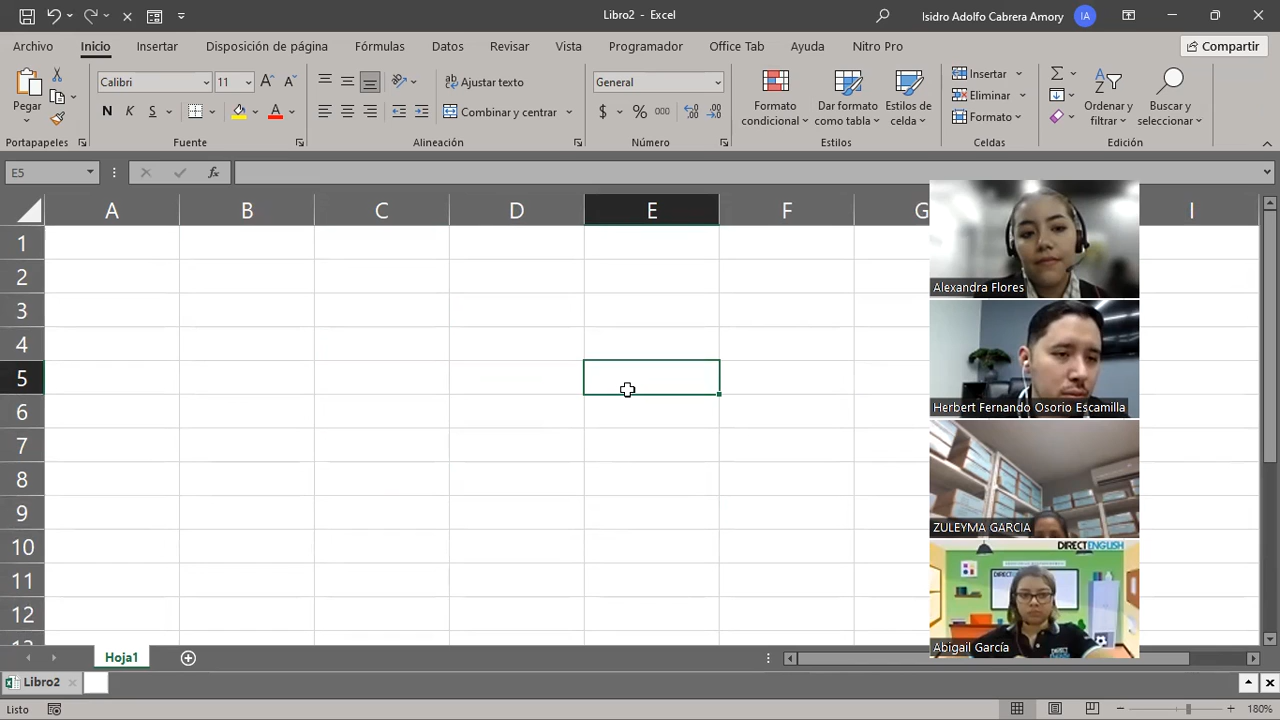 Libro2 - Excel
Isidro Adolfo Cabrera Amory IA
Archivo Inicio Insertar Disposición de página Fórmulas Datos Revisar Vista Programador Office Tab Ayuda Nitro Pro Compartir
Pegar
Portapapeles
Calibri 11
N K S A
Fuente
ab Ajustar texto
Combinar y centrar
Alineación
General
$ % 000
Número
Formato condicional
Dar formato como tabla
Estilos de celda
Estilos
Insertar
Eliminar
Formato
Celdas
Ordenar y filtrar
Buscar y seleccionar
Edición
E5 fx
A B C D E F G I
1
2
3
4
5
6
7
8
9
10
11
12
Alexandra Flores
Herbert Fernando Osorio Escamilla
ZULEYMA GARCIA
DIRECT ENGLISH
Abigail García
Hoja1
Libro2
Listo 180%